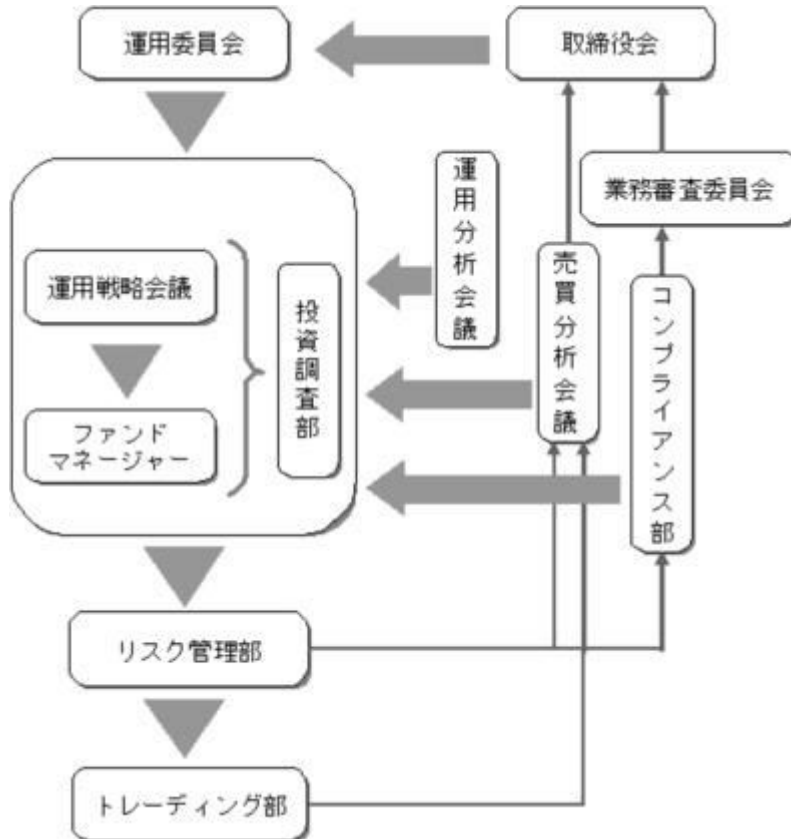 運用委員会
取締役会
運用分析会議
業務審査委員会
運用戦略会議
投資調査部
売買分析会議
コンプライアンス部
ファンド
マネージャー
リスク管理部
トレーディング部